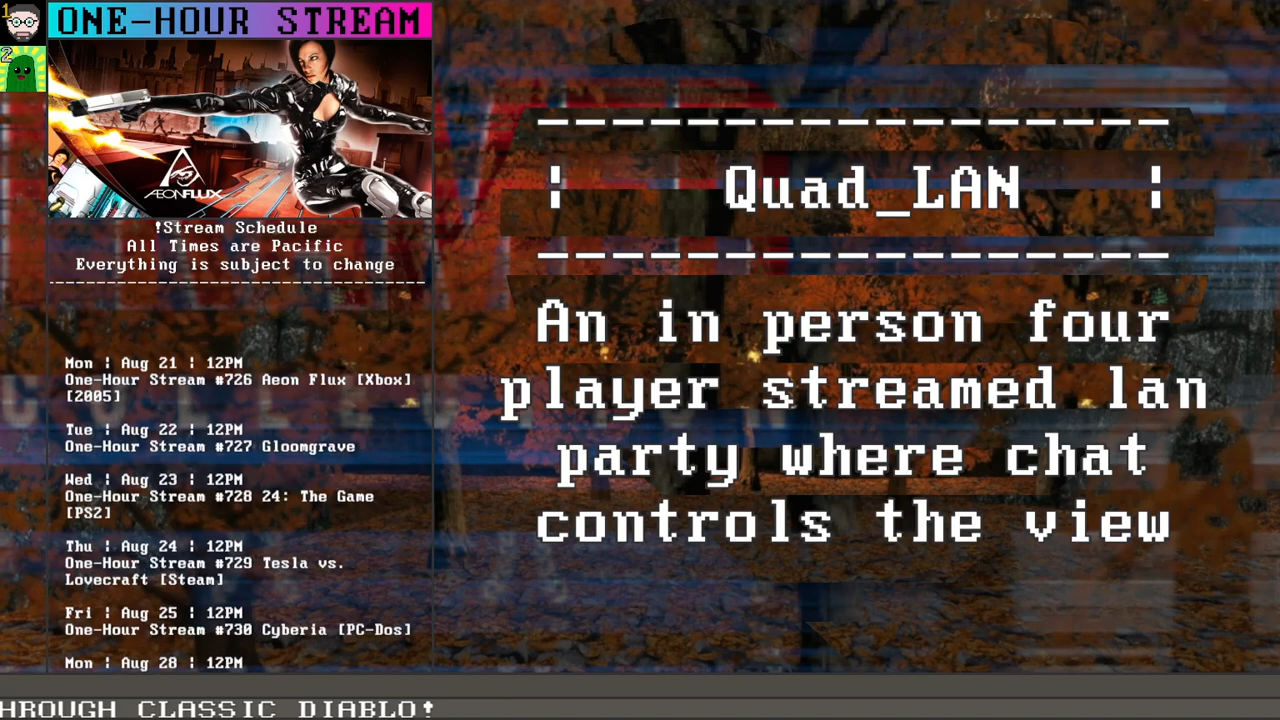 1
2
ONE-HOUR STREAM
ÆONFLUX
!Stream Schedule
All Times are Pacific
Everything is subject to change
-----------------------------------------
Mon ¦ Aug 21 ¦ 12PM
One-Hour Stream #726 Aeon Flux [Xbox]
[2005]
Tue ¦ Aug 22 ¦ 12PM
One-Hour Stream #727 Gloomgrave
Wed ¦ Aug 23 ¦ 12PM
One-Hour Stream #728 24: The Game
[PS2]
Thu ¦ Aug 24 ¦ 12PM
One-Hour Stream #729 Tesla vs.
Lovecraft [Steam]
Fri ¦ Aug 25 ¦ 12PM
One-Hour Stream #730 Cyberia [PC-Dos]
Mon ¦ Aug 28 ¦ 12PM
-----------------
¦ Quad_LAN ¦
-----------------
An in person four
player streamed lan
party where chat
controls the view
HROUGH CLASSIC DIABLO!